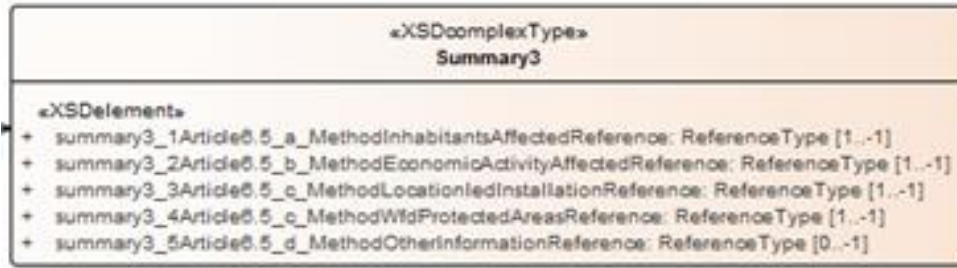 «XSDcomplexType»
Summary3
«XSDelement»
+ summary3_1Article6.5_a_MethodInhabitantsAffectedReference: ReferenceType [1..-1]
+ summary3_2Article6.5_b_MethodEconomicActivityAffectedReference: ReferenceType [1..-1]
+ summary3_3Article6.5_c_MethodLocationIedInstallationReference: ReferenceType [1..-1]
+ summary3_4Article6.5_c_MethodWfdProtectedAreasReference: ReferenceType [1..-1]
+ summary3_5Article6.5_d_MethodOtherInformationReference: ReferenceType [0..-1]